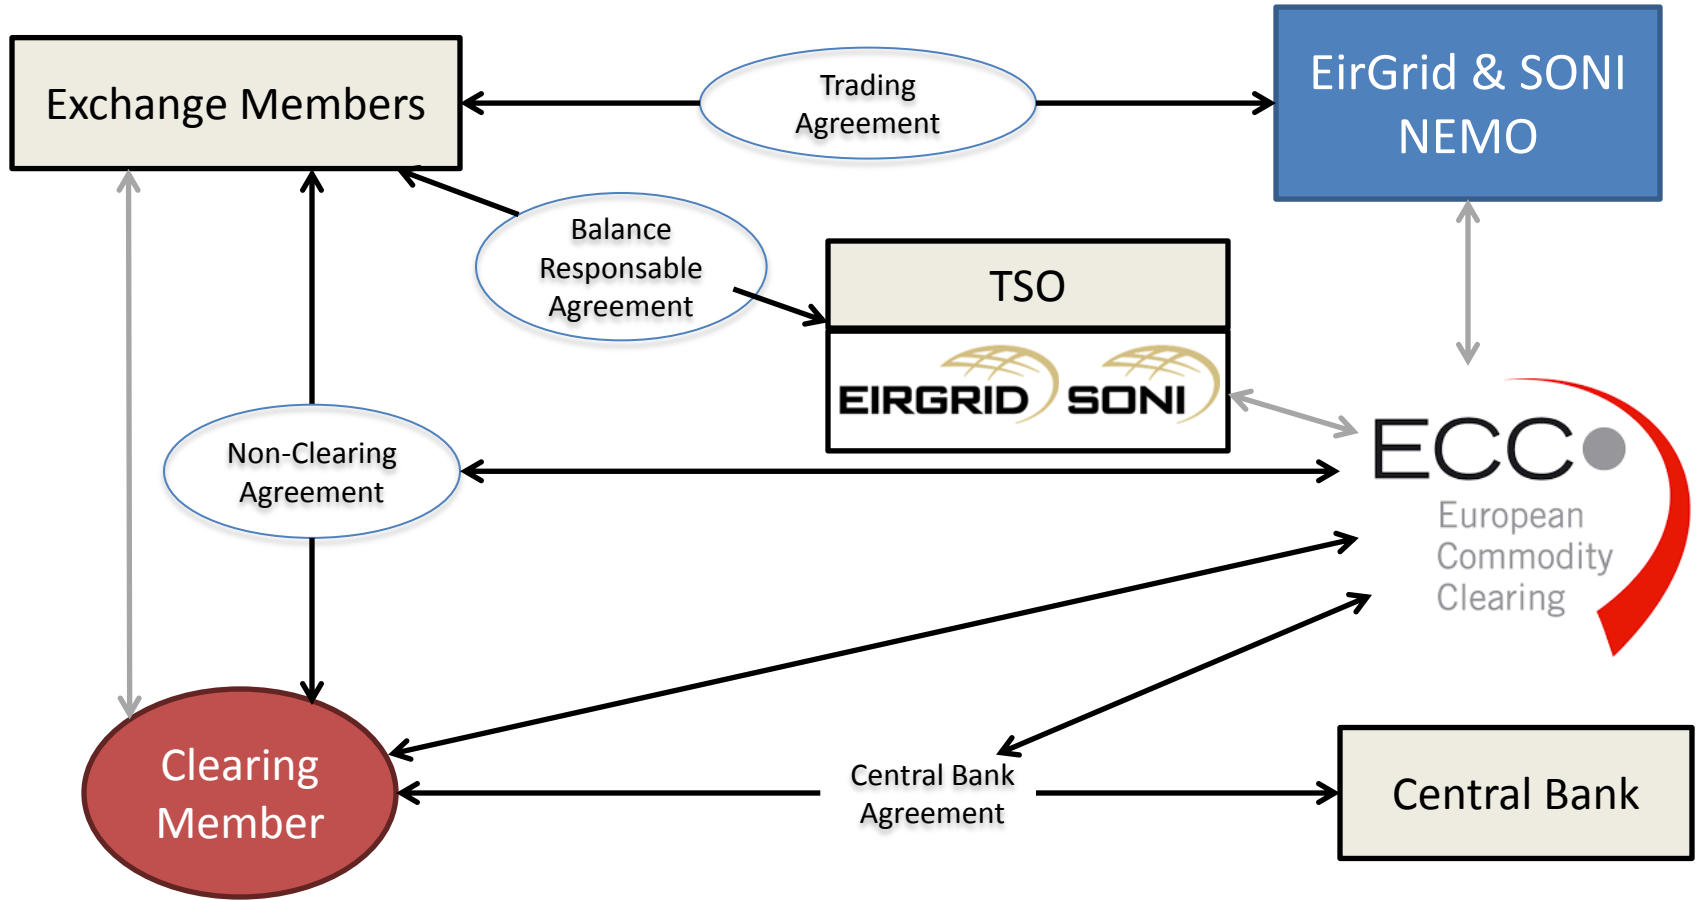 Exchange Members
Trading
Agreement
EirGrid & SONI
NEMO
Balance
Responsable
Agreement
TSO
EIRGRID
SONI
Non-Clearing
Agreement
ECC
European
Commodity
Clearing
Clearing
Member
Central Bank
Agreement
Central Bank